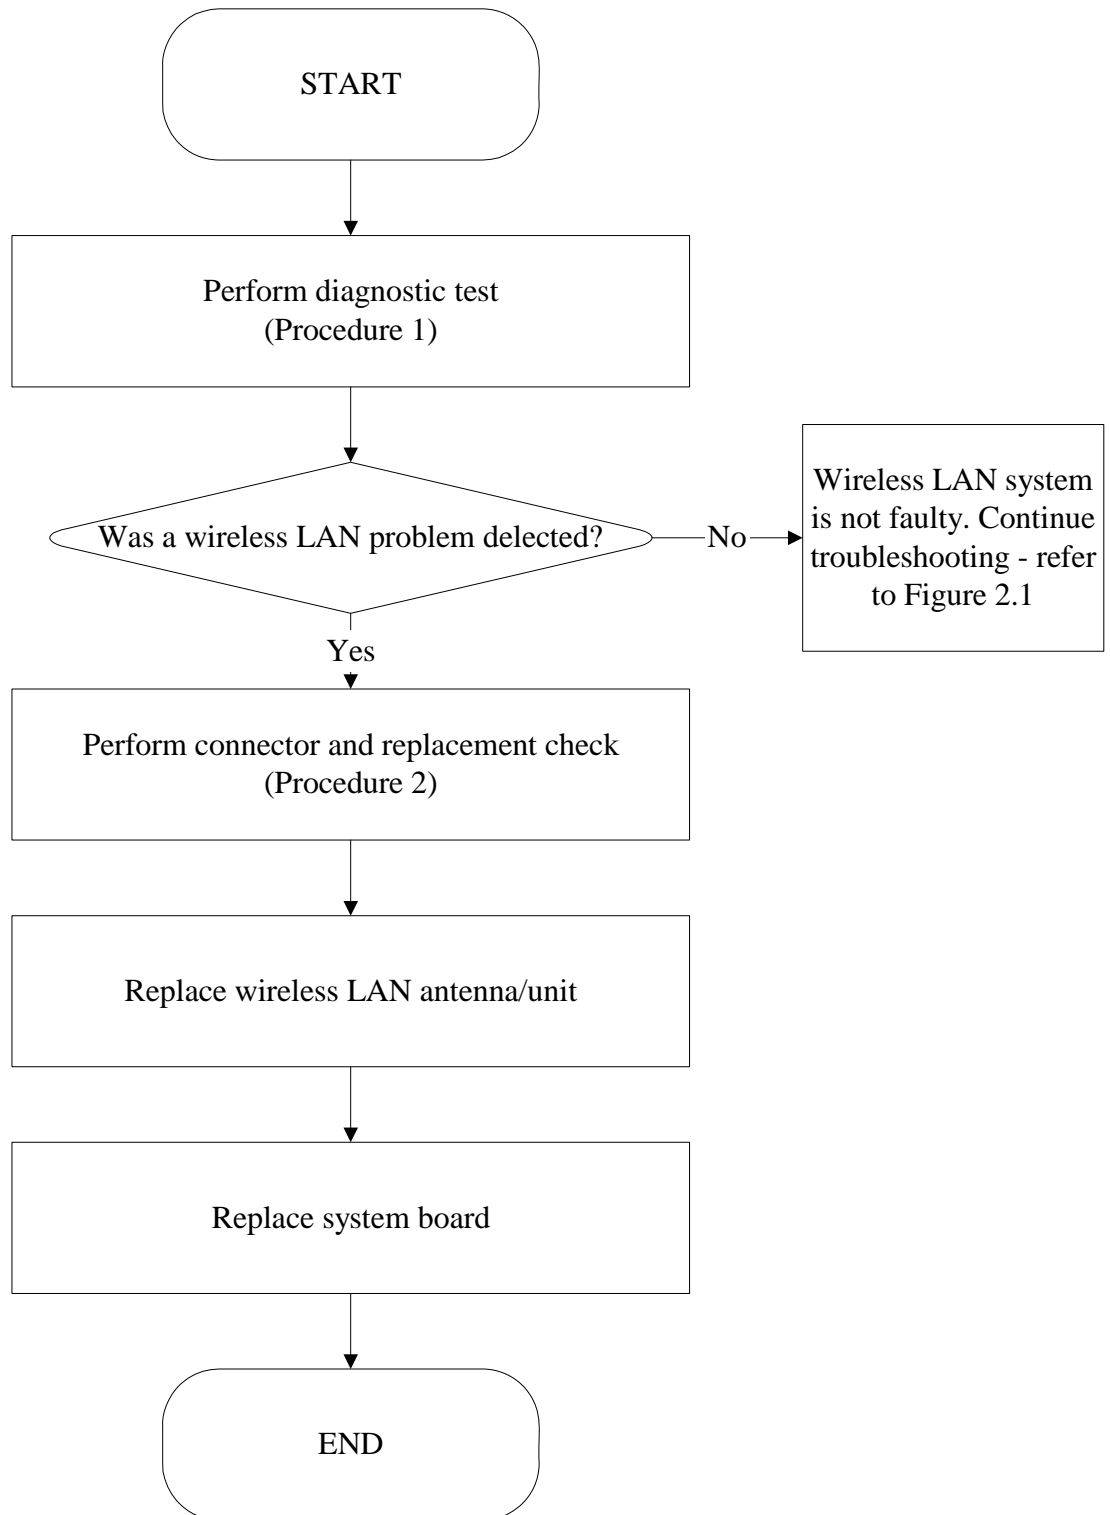 START
Perform diagnostic test
(Procedure 1)
Was a wireless LAN problem delected?
No
Wireless LAN system
is not faulty. Continue
troubleshooting - refer
to Figure 2.1
Yes
Perform connector and replacement check
(Procedure 2)
Replace wireless LAN antenna/unit
Replace system board
END